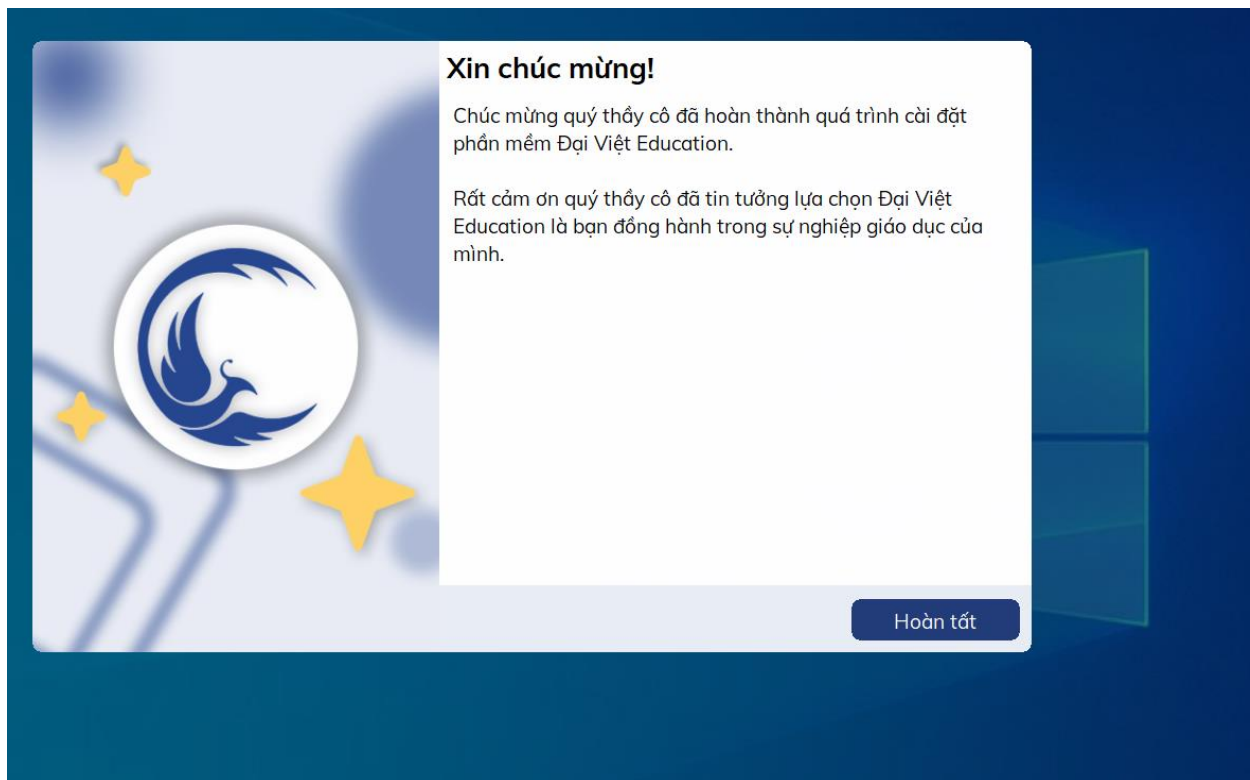 Xin chúc mừng!
Chúc mừng quý thầy cô đã hoàn thành quá trình cài đặt
phần mềm Đại Việt Education.
Rất cảm ơn quý thầy cô đã tin tưởng lựa chọn Đại Việt
Education là bạn đồng hành trong sự nghiệp giáo dục của
mình.
Hoàn tất